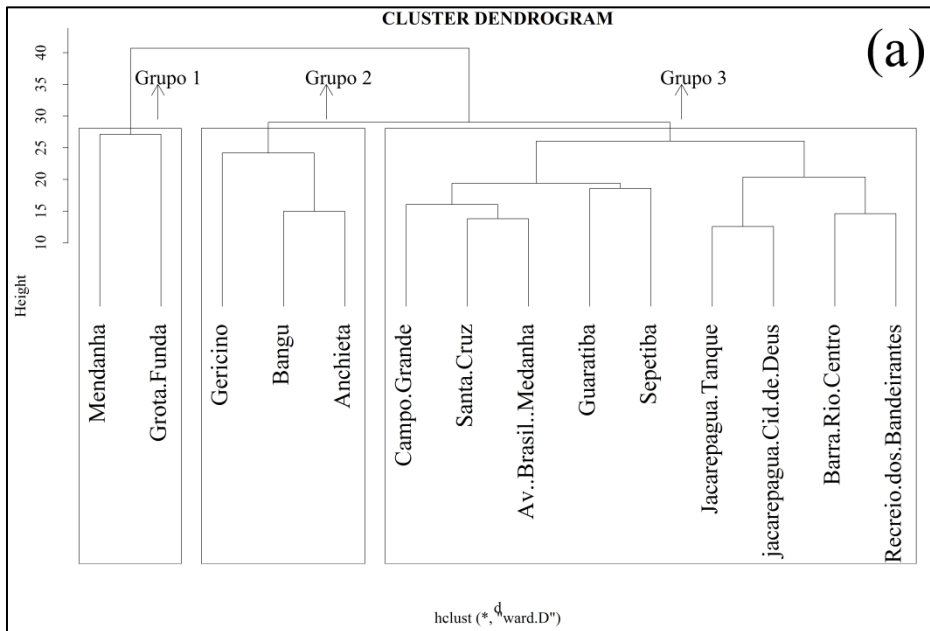 CLUSTER DENDROGRAM
(a)
40
35
30
25
20
15
10
Height
Grupo 1
Grupo 2
Grupo 3
Mendanha
Grota.Funda
Gericino
Bangu
Anchieta
Campo.Grande
Santa.Cruz
Av..Brasil..Medanha
Guaratiba
Sepetiba
Jacarepagua.Tanque
jacarepagua.Cid.de.Deus
Barra.Rio.Centro
Recreio.dos.Bandeirantes
d
hclust (*, "ward.D")